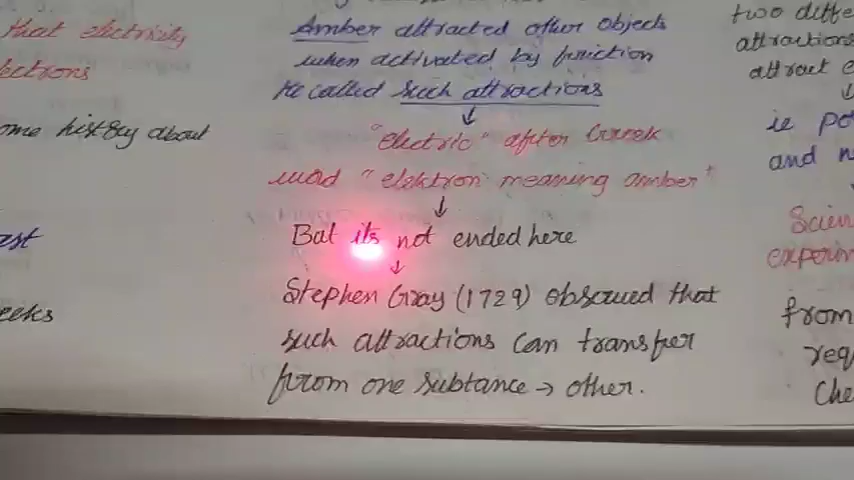 that electricity
ections
ome history about
ast
eeks
Amber attracted other objects
when activated by friction
He called such attractions
↓
"electric" after Greek
word "elektron meaning amber"
↓
But its not ended here
↓
Stephen Gray (1729) observed that
such attractions can transfer
from one subtance → other.
two diffe
attractions
attract e
↓
ie po
and n
Scien
experim
from
req
Che